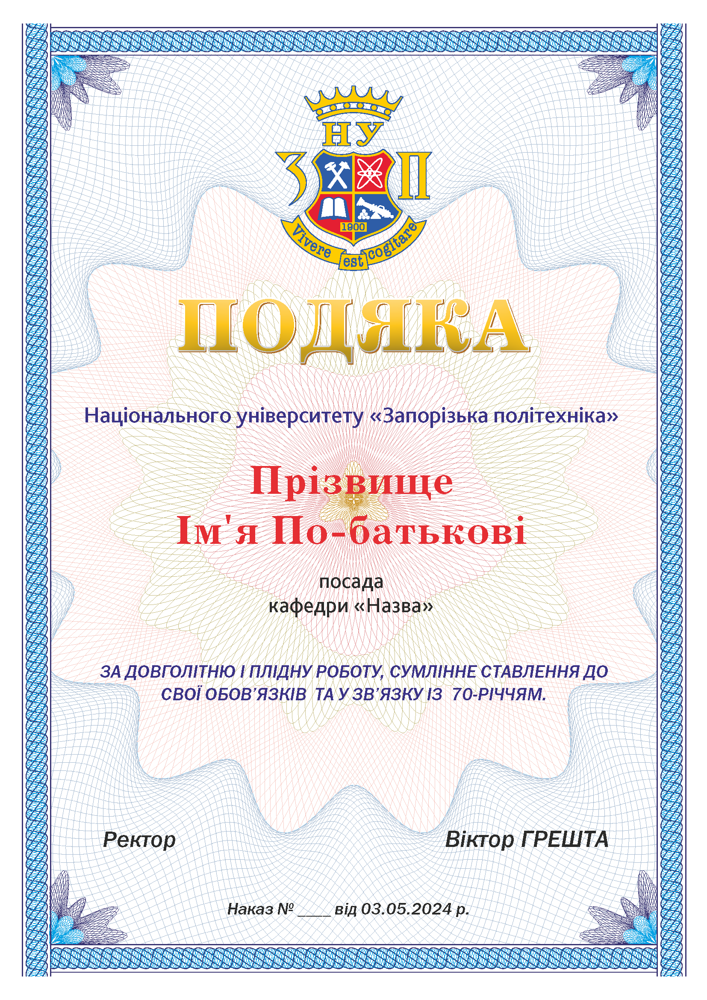 НУ
З П
1900
Vivere est cogitare
ПОДЯКА
Національного університету «Запорізька політехніка»
Прізвище
Ім'я По-батькові
посада
кафедри «Назва»
ЗА ДОВГОЛІТНЮ І ПЛІДНУ РОБОТУ, СУМЛІННЕ СТАВЛЕННЯ ДО
СВОЇ ОБОВ’ЯЗКІВ ТА У ЗВ’ЯЗКУ ІЗ 70-РІЧЧЯМ.
Ректор Віктор ГРЕШТА
Наказ № ____ від 03.05.2024 р.